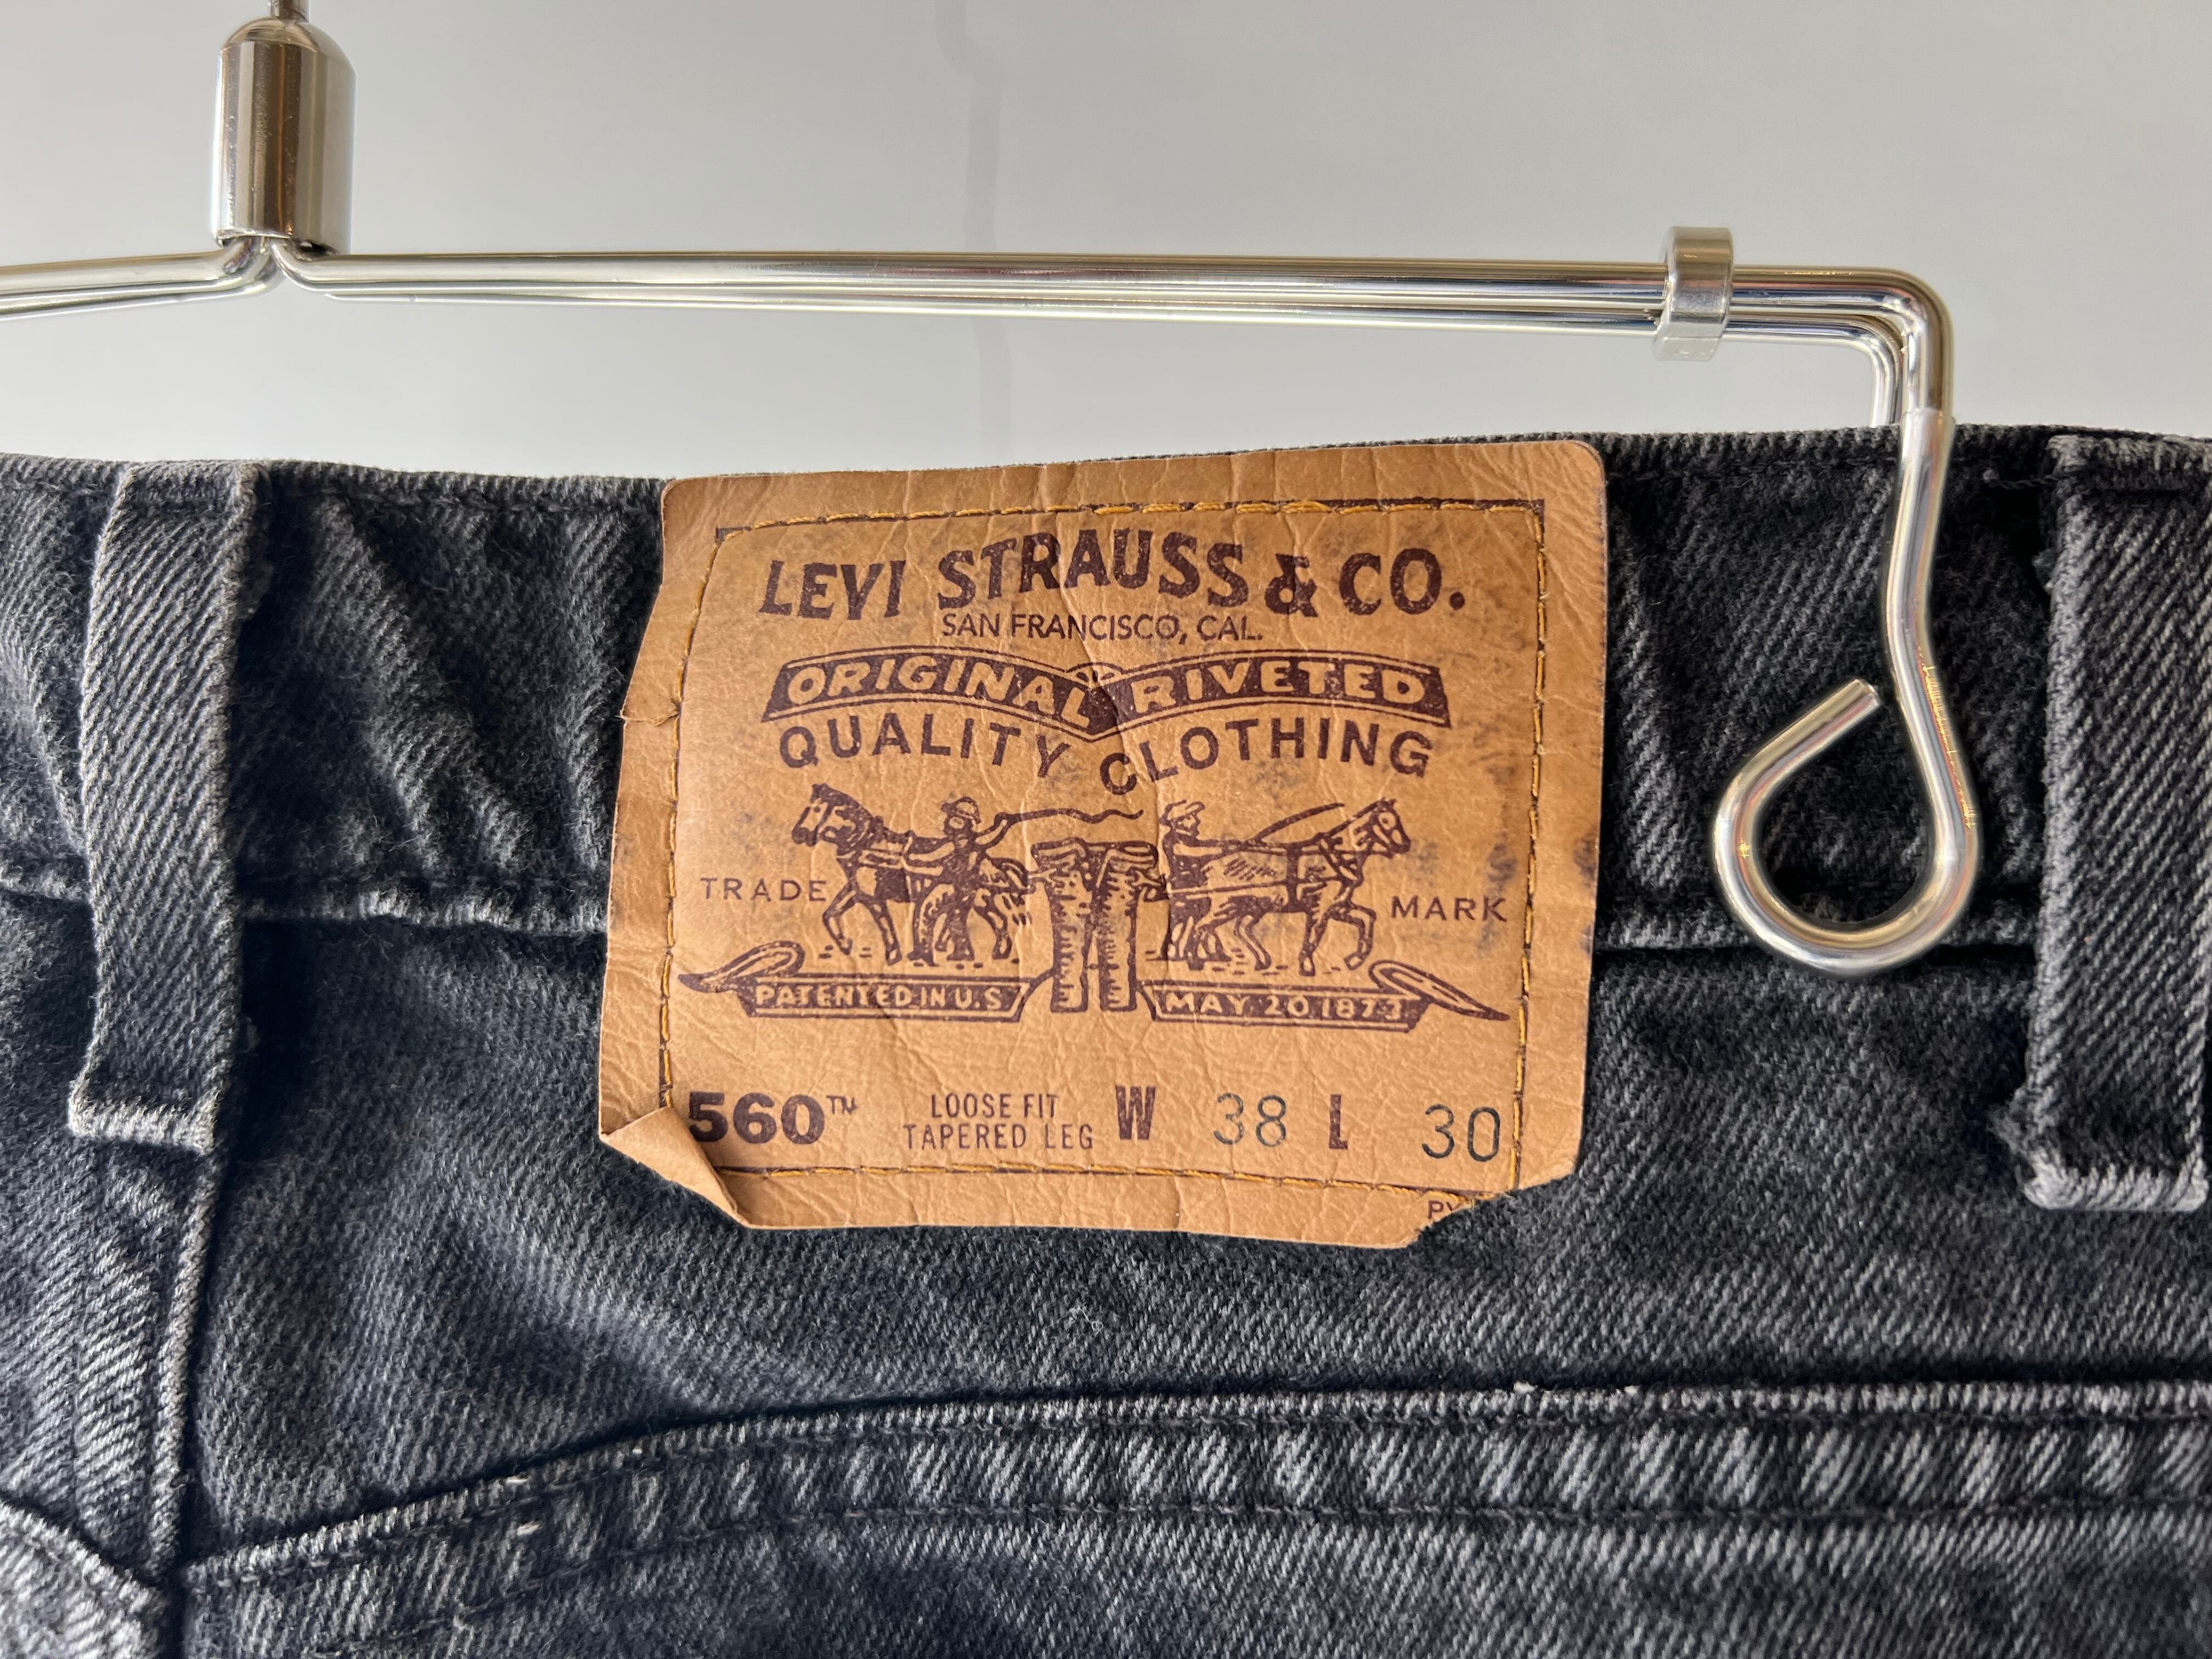 LEVI STRAUSS & CO.
SAN FRANCISCO, CAL.
ORIGINAL RIVETED
QUALITY CLOTHING
TRADE MARK
PATENTED IN U.S MAY 20 1873
560™ LOOSE FIT
TAPERED LEG W 38 L 30